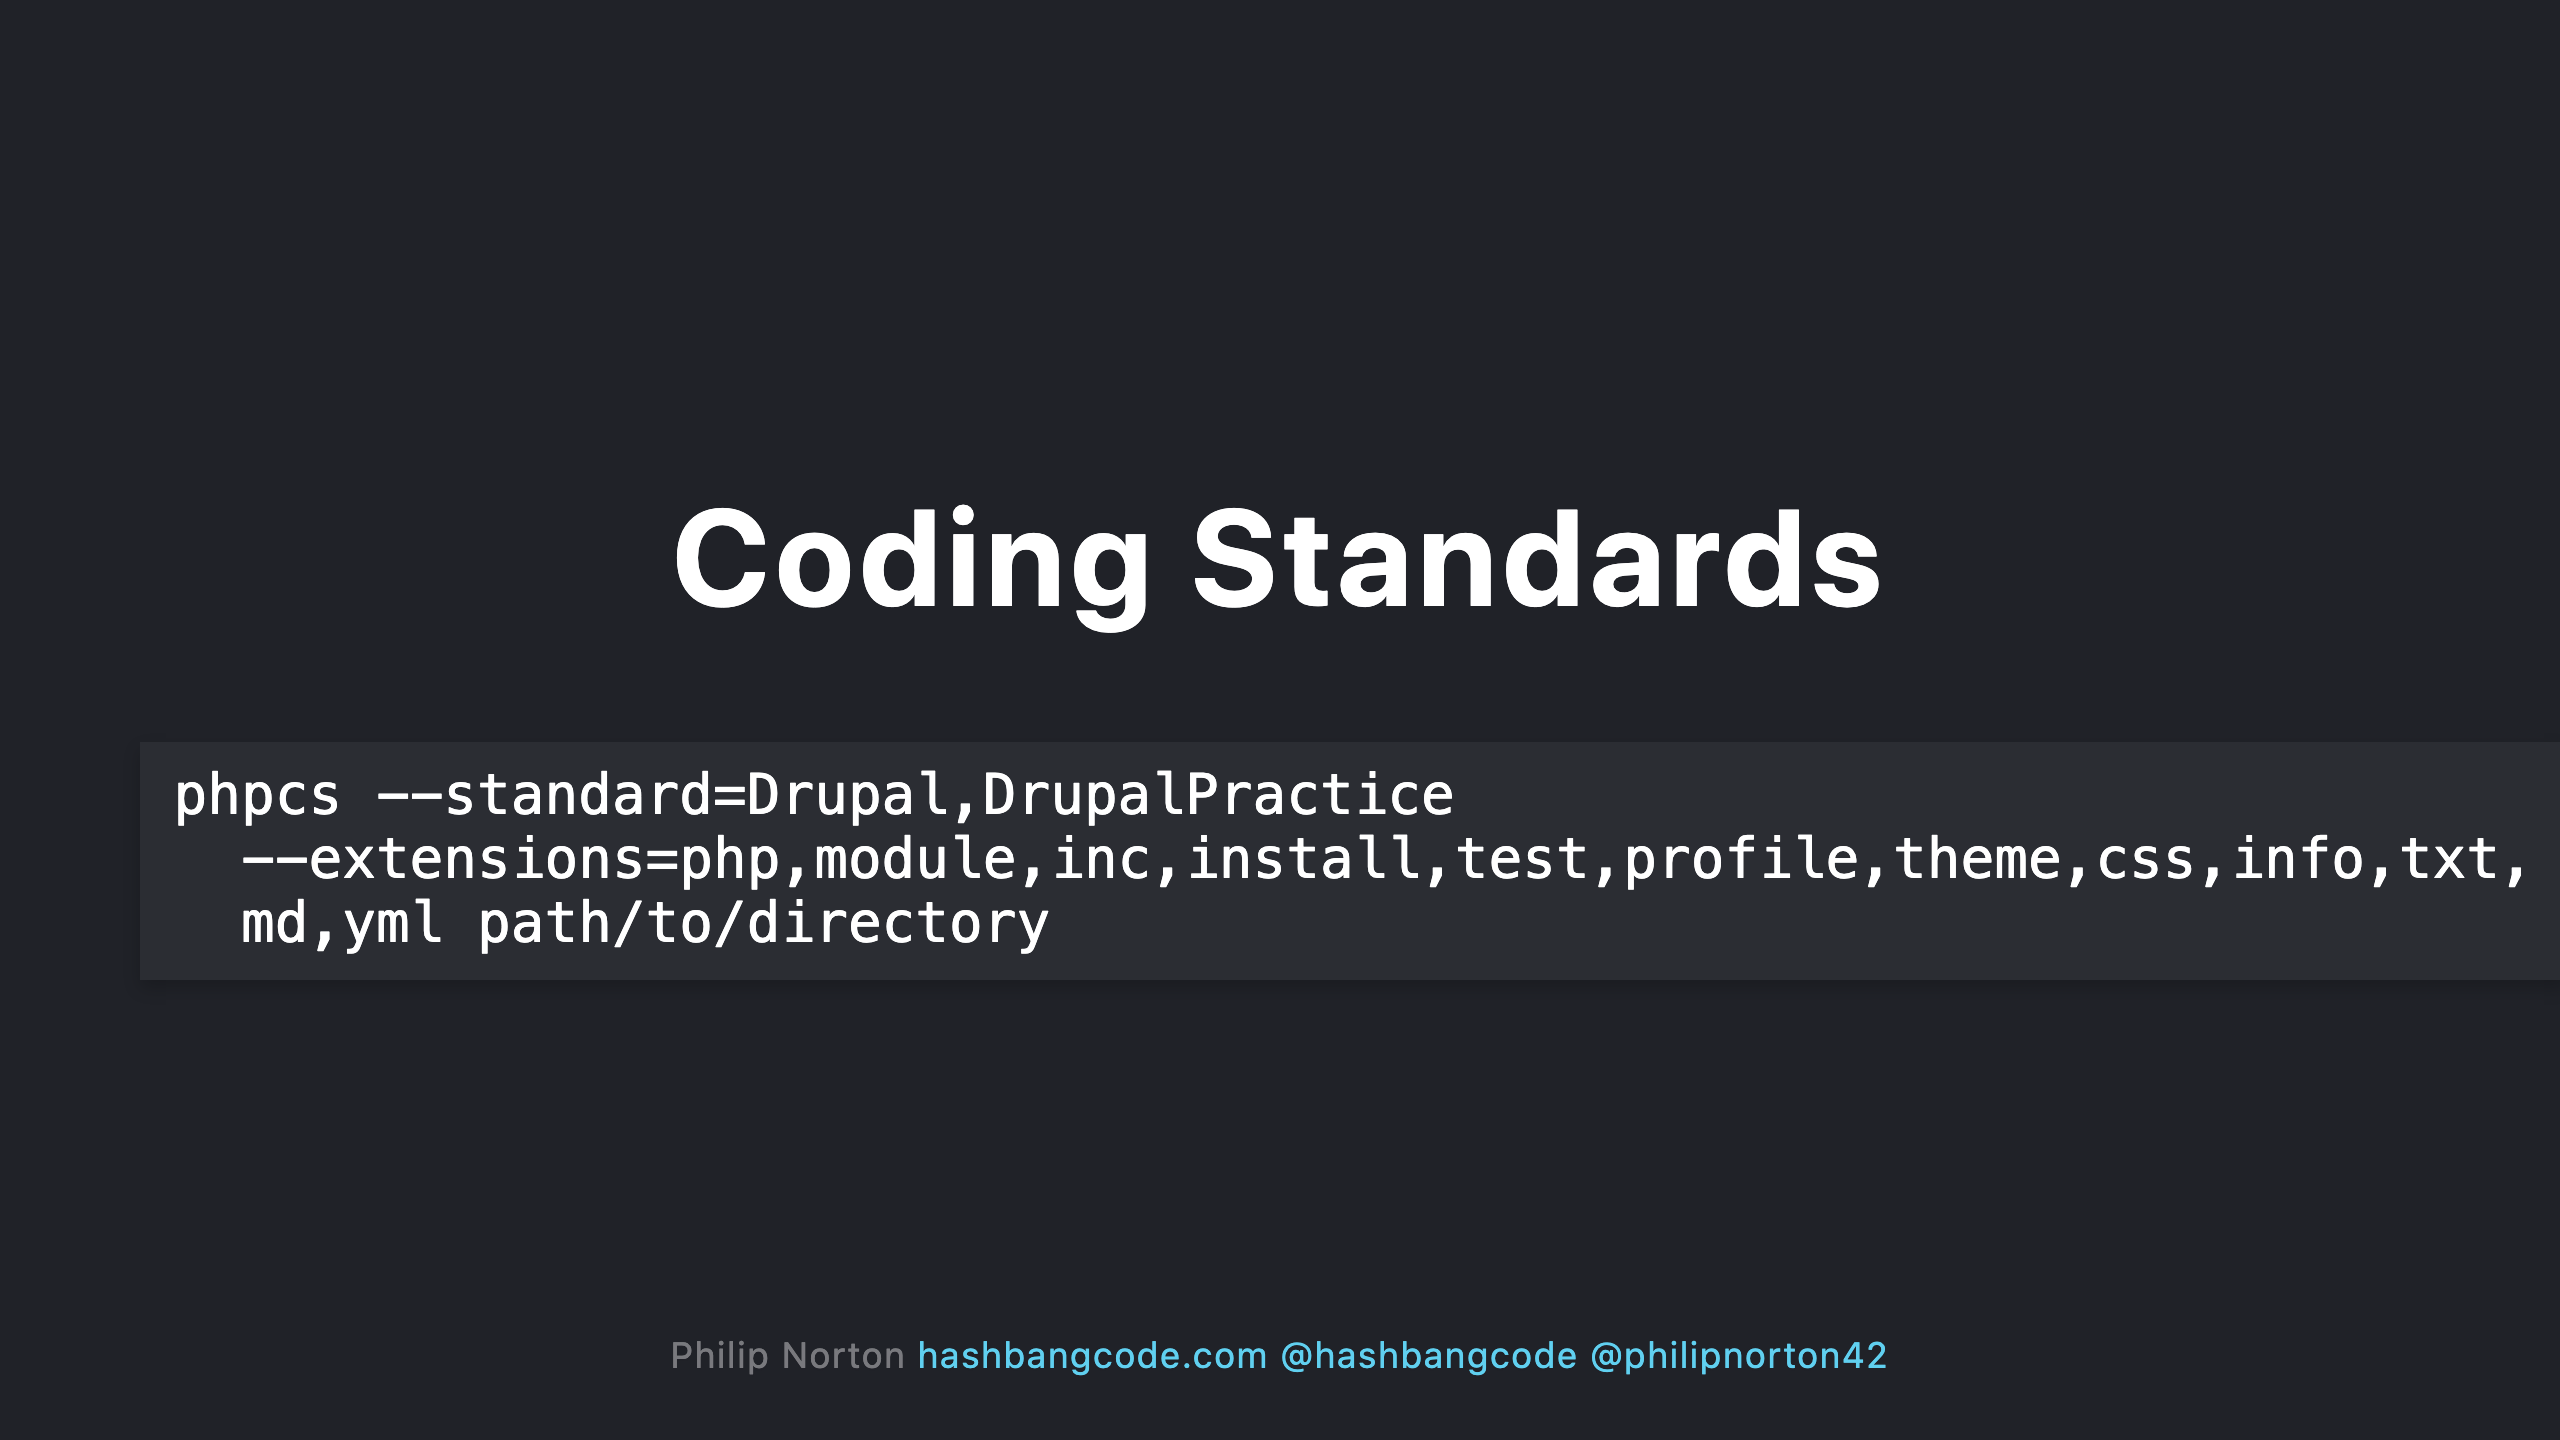 Coding Standards
phpcs --standard=Drupal,DrupalPractice
  --extensions=php,module,inc,install,test,profile,theme,css,info,txt,
  md,yml path/to/directory
Philip Norton hashbangcode.com @hashbangcode @philipnorton42